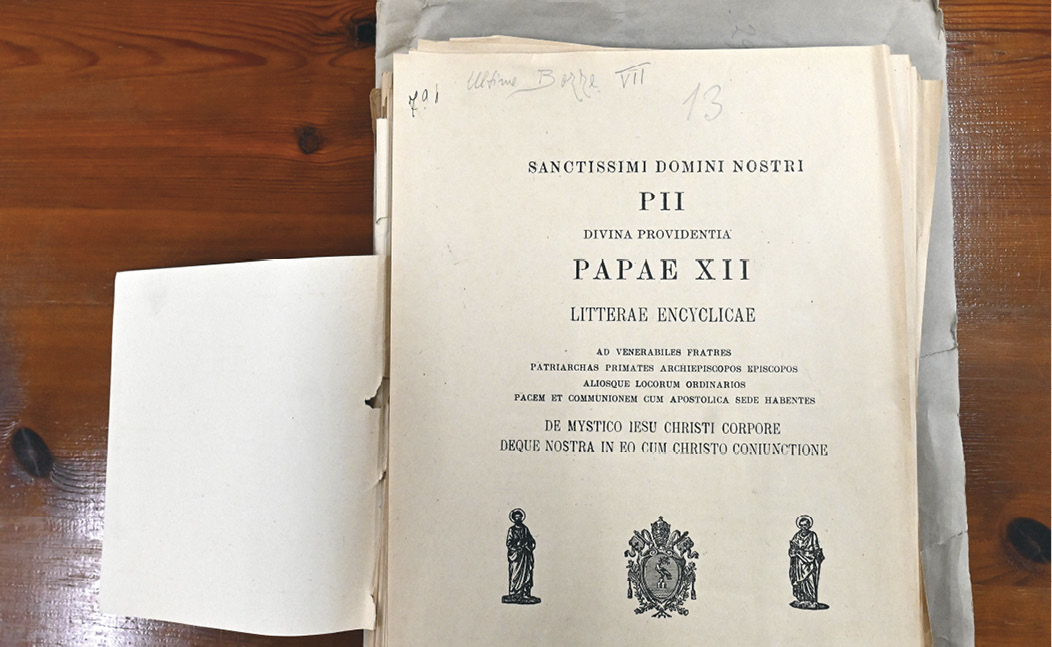 Ultime Bozze VII
13
SANCTISSIMI DOMINI NOSTRI
PII
DIVINA PROVIDENTIA
PAPAE XII
LITTERAE ENCYCLICAE
AD VENERABILES FRATRES
PATRIARCHAS PRIMATES ARCHIEPISCOPOS EPISCOPOS
ALIOSQUE LOCORUM ORDINARIOS
PACEM ET COMMUNIONEM CUM APOSTOLICA SEDE HABENTES
DE MYSTICO IESU CHRISTI CORPORE
DEQUE NOSTRA IN EO CUM CHRISTO CONIUNCTIONE